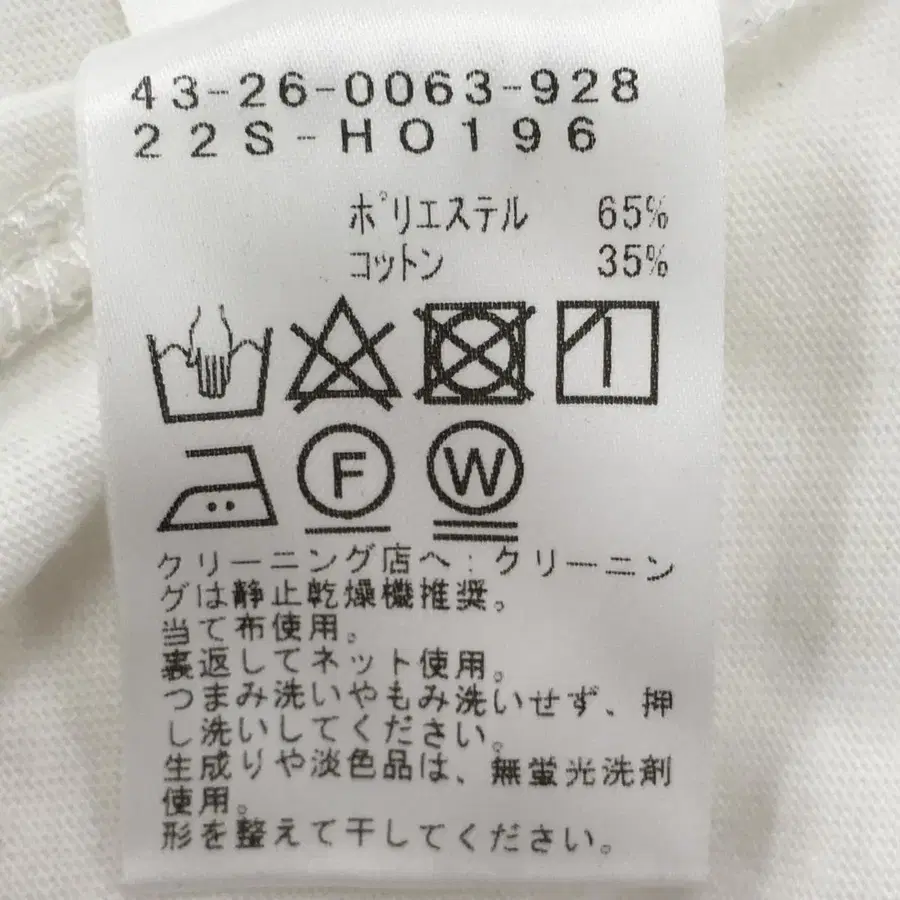 43-26-0063-928
22S-HO196
ポリエステル 65%
コットン 35%
F W
クリーニング店へ:クリーニン
グは静止乾燥機推奨。
当て布使用。
裏返してネット使用。
つまみ洗いやもみ洗いせず、押
し洗いしてください。
生成りや淡色品は、無蛍光洗剤
使用。
形を整えて干してください。